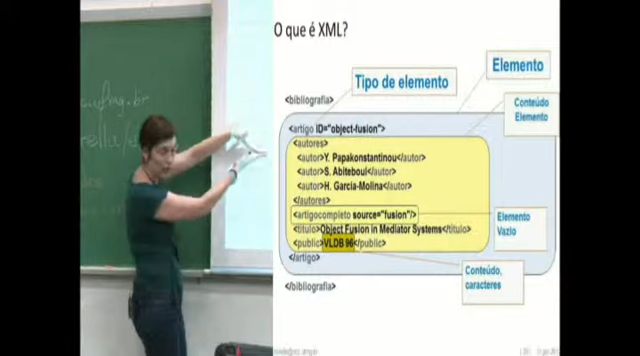 O que é XML?
Tipo de elemento
Elemento
Conteúdo
Elemento
<bibliografia>
<artigo ID="object-fusion">
<autores>
<autor>Y. Papakonstantinou</autor>
<autor>S. Abiteboul</autor>
<autor>H. Garcia-Molina</autor>
</autores>
<artigocompleto source="fusion"/>
<titulo>Object Fusion in Mediator Systems</titulo>
<public>VLDB 96</public>
</artigo>
</bibliografia>
Elemento
Vazio
Conteúdo,
caracteres